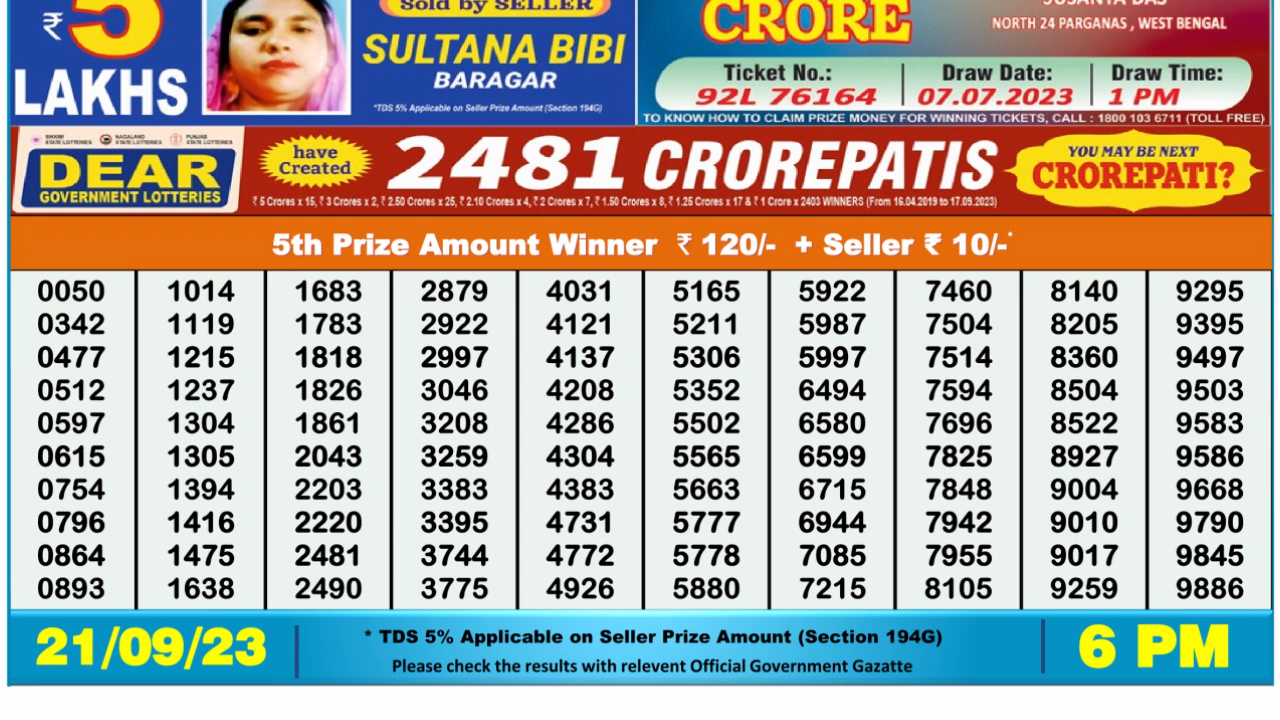 ₹ 5
LAKHS
Sold by SELLER
SULTANA BIBI
BARAGAR
*TDS 5% Applicable on Seller Prize Amount (Section 194G)
CRORE
SUSANTA DAS
NORTH 24 PARGANAS , WEST BENGAL
Ticket No.: Draw Date: Draw Time:
92L 76164 07.07.2023 1 PM
TO KNOW HOW TO CLAIM PRIZE MONEY FOR WINNING TICKETS, CALL : 1800 103 6711 (TOLL FREE)
SIKKIM STATE LOTTERIES NAGALAND STATE LOTTERIES PUNJAB STATE LOTTERIES
DEAR
GOVERNMENT LOTTERIES
have
Created
2481 CROREPATIS
₹ 5 Crores x 15, ₹ 3 Crores x 2, ₹ 2.50 Crores x 25, ₹ 2.10 Crores x 4, ₹ 2 Crores x 7, ₹ 1.50 Crores x 8, ₹ 1.25 Crores x 17 & ₹ 1 Crore x 2403 WINNERS (From 16.04.2019 to 17.09.2023)
YOU MAY BE NEXT
CROREPATI?
5th Prize Amount Winner ₹ 120/- + Seller ₹ 10/-*
0050 1014 1683 2879 4031 5165 5922 7460 8140 9295
0342 1119 1783 2922 4121 5211 5987 7504 8205 9395
0477 1215 1818 2997 4137 5306 5997 7514 8360 9497
0512 1237 1826 3046 4208 5352 6494 7594 8504 9503
0597 1304 1861 3208 4286 5502 6580 7696 8522 9583
0615 1305 2043 3259 4304 5565 6599 7825 8927 9586
0754 1394 2203 3383 4383 5663 6715 7848 9004 9668
0796 1416 2220 3395 4731 5777 6944 7942 9010 9790
0864 1475 2481 3744 4772 5778 7085 7955 9017 9845
0893 1638 2490 3775 4926 5880 7215 8105 9259 9886
21/09/23
* TDS 5% Applicable on Seller Prize Amount (Section 194G)
Please check the results with relevent Official Government Gazatte
6 PM